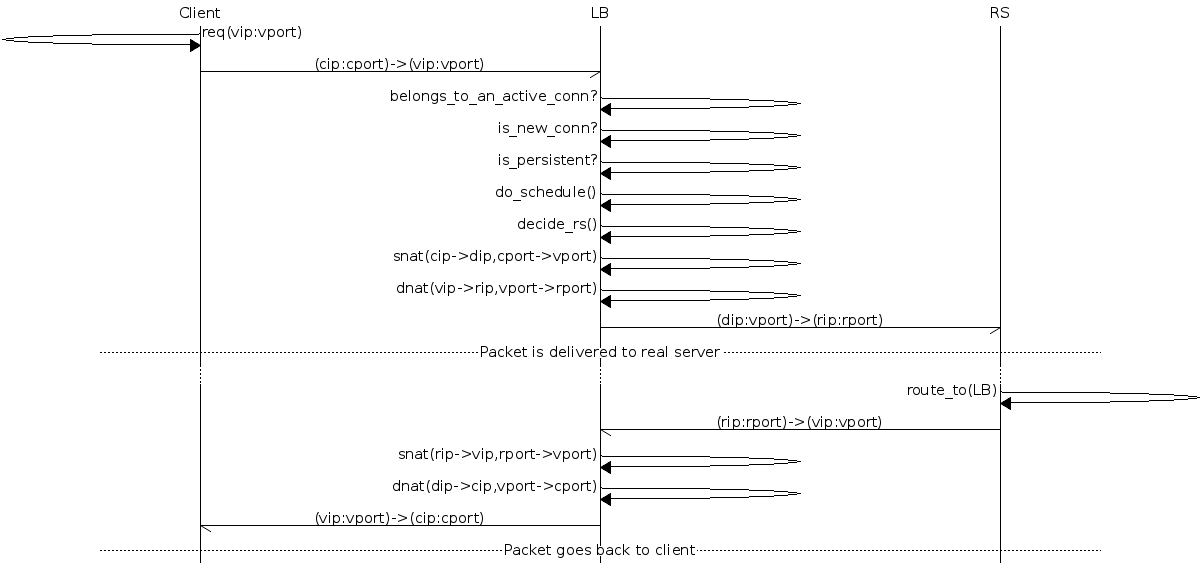 Client LB RS
req(vip:vport)
(cip:cport)->(vip:vport)
belongs_to_an_active_conn?
is_new_conn?
is_persistent?
do_schedule()
decide_rs()
snat(cip->dip,cport->vport)
dnat(vip->rip,vport->rport)
(dip:vport)->(rip:rport)
Packet is delivered to real server
route_to(LB)
(rip:rport)->(vip:vport)
snat(rip->vip,rport->vport)
dnat(dip->cip,vport->cport)
(vip:vport)->(cip:cport)
Packet goes back to client